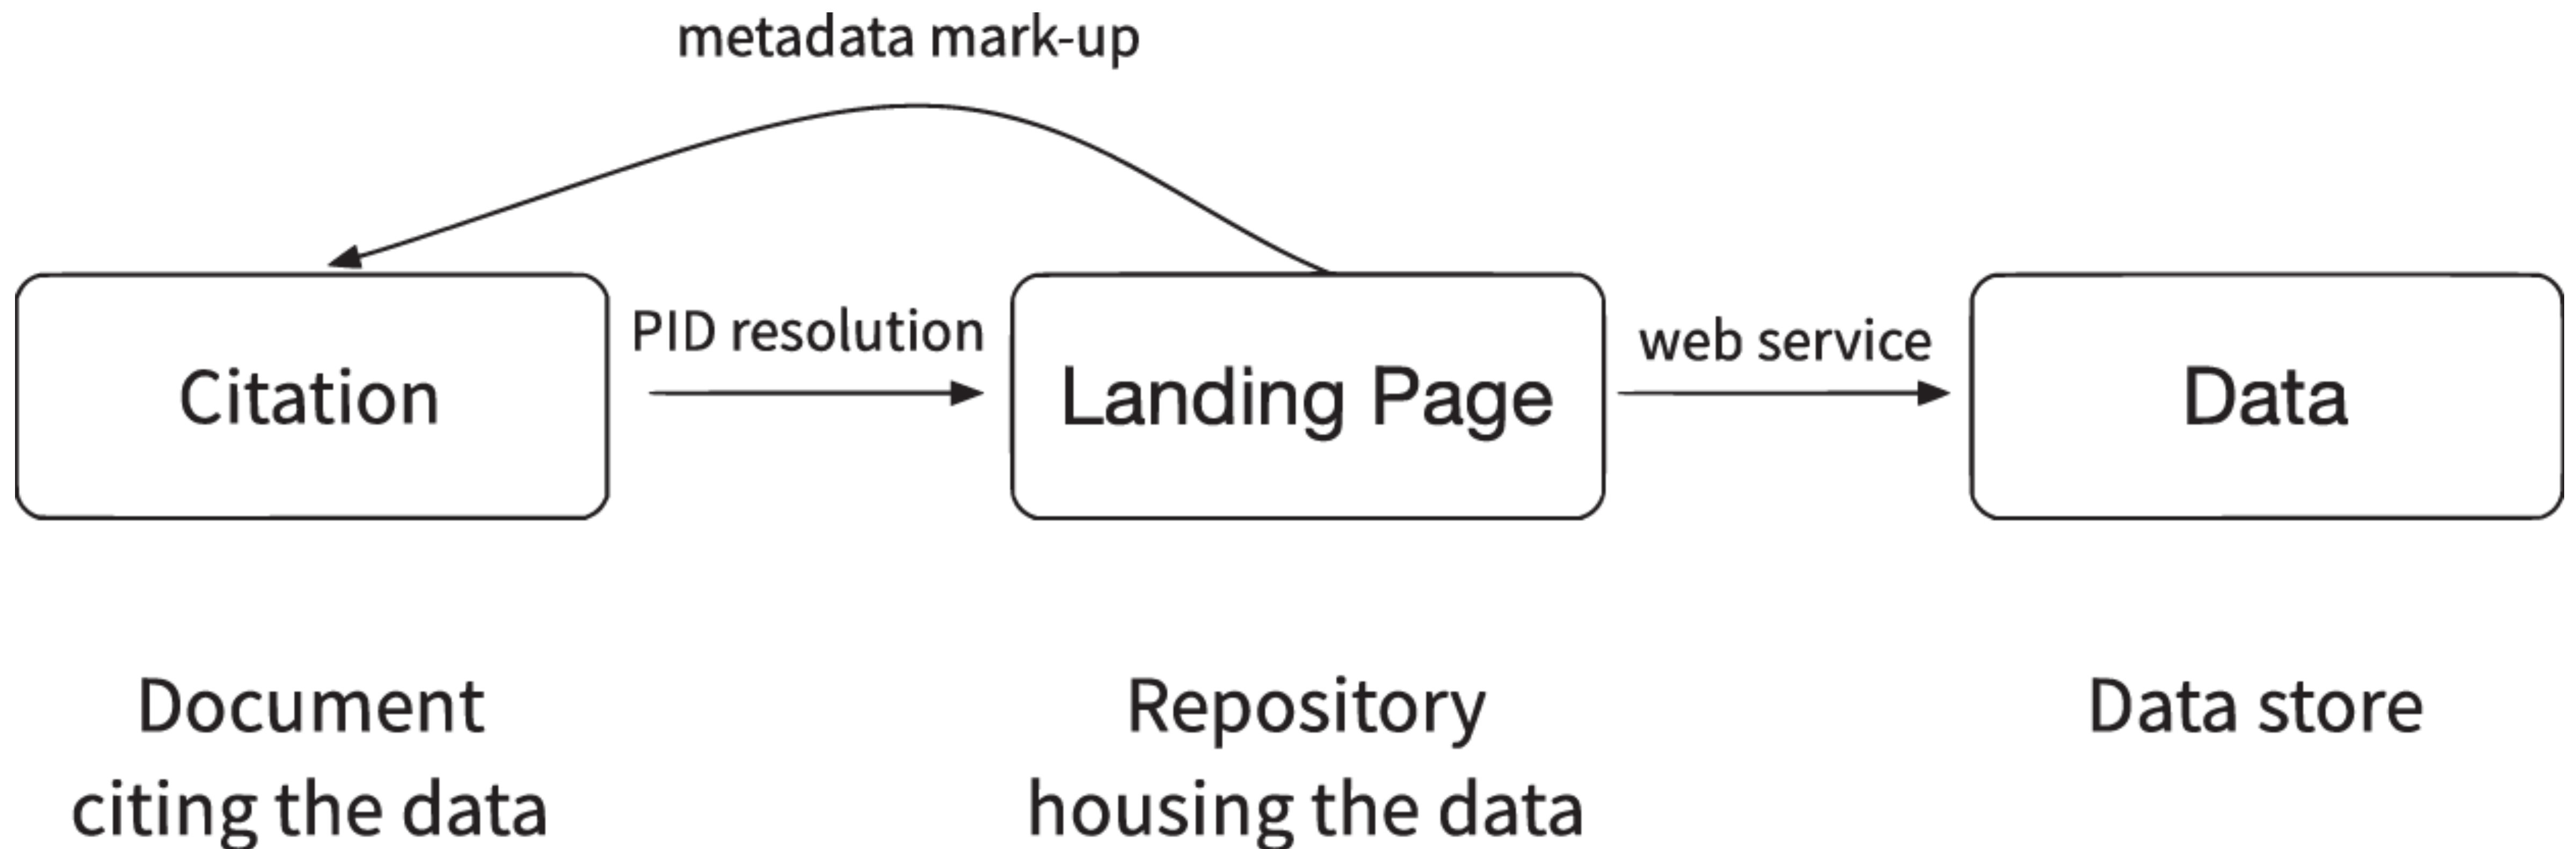 metadata mark-up
PID resolution
web service
Citation
Landing Page
Data
Document
citing the data
Repository
housing the data
Data store